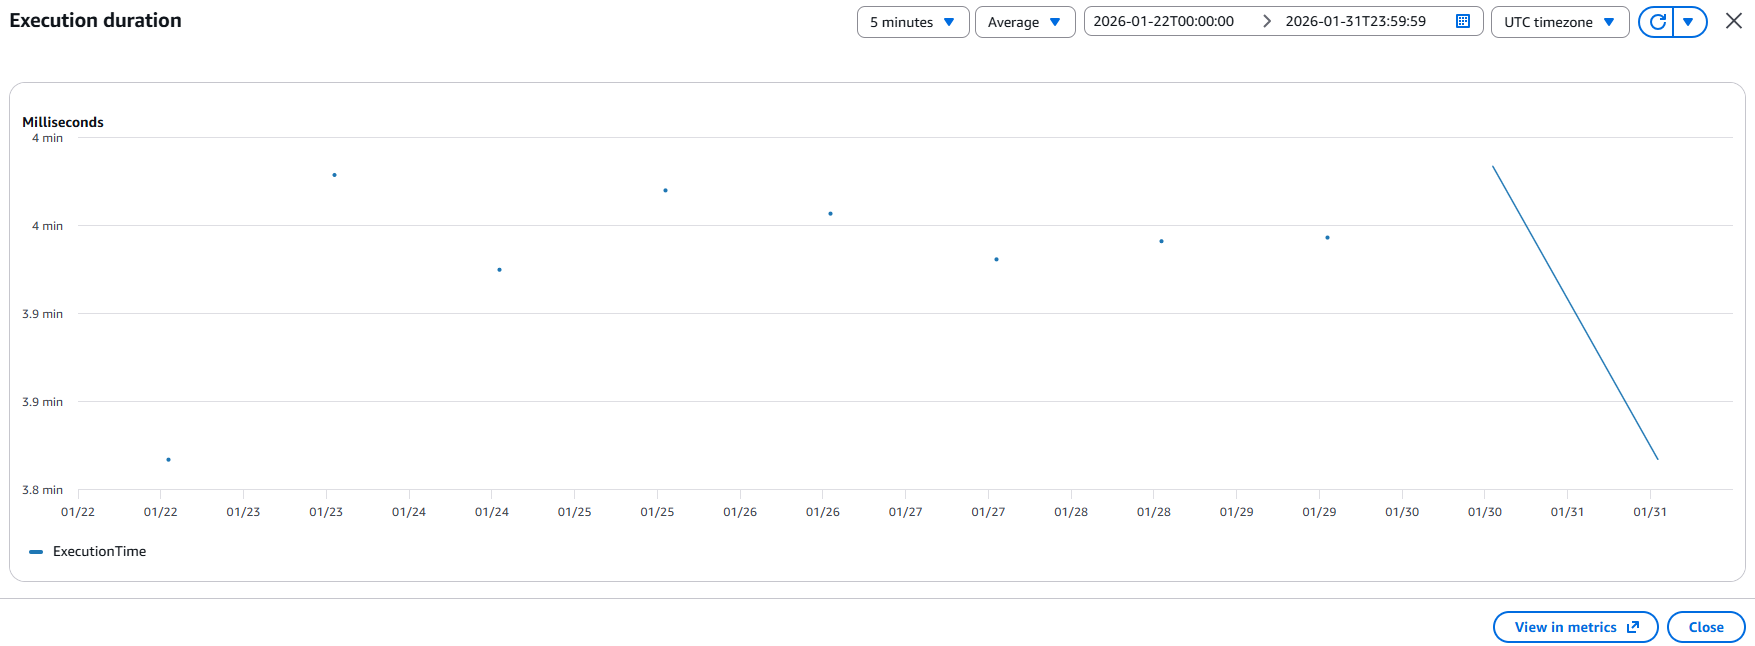 Execution duration
5 minutes
Average
2026-01-22T00:00:00
2026-01-31T23:59:59
UTC timezone
Milliseconds
4 min
4 min
3.9 min
3.9 min
3.8 min
01/22 01/22 01/23 01/23 01/24 01/24 01/25 01/25 01/26 01/26 01/27 01/27 01/28 01/28 01/29 01/29 01/30 01/30 01/31 01/31
ExecutionTime
View in metrics
Close